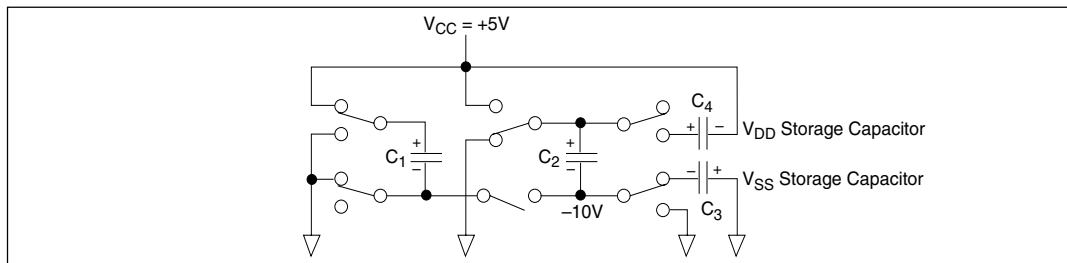 V_CC = +5V
C_4
+ −
V_DD Storage Capacitor
+
C_1
−
+
C_2
−
− +
V_SS Storage Capacitor
−10V
C_3